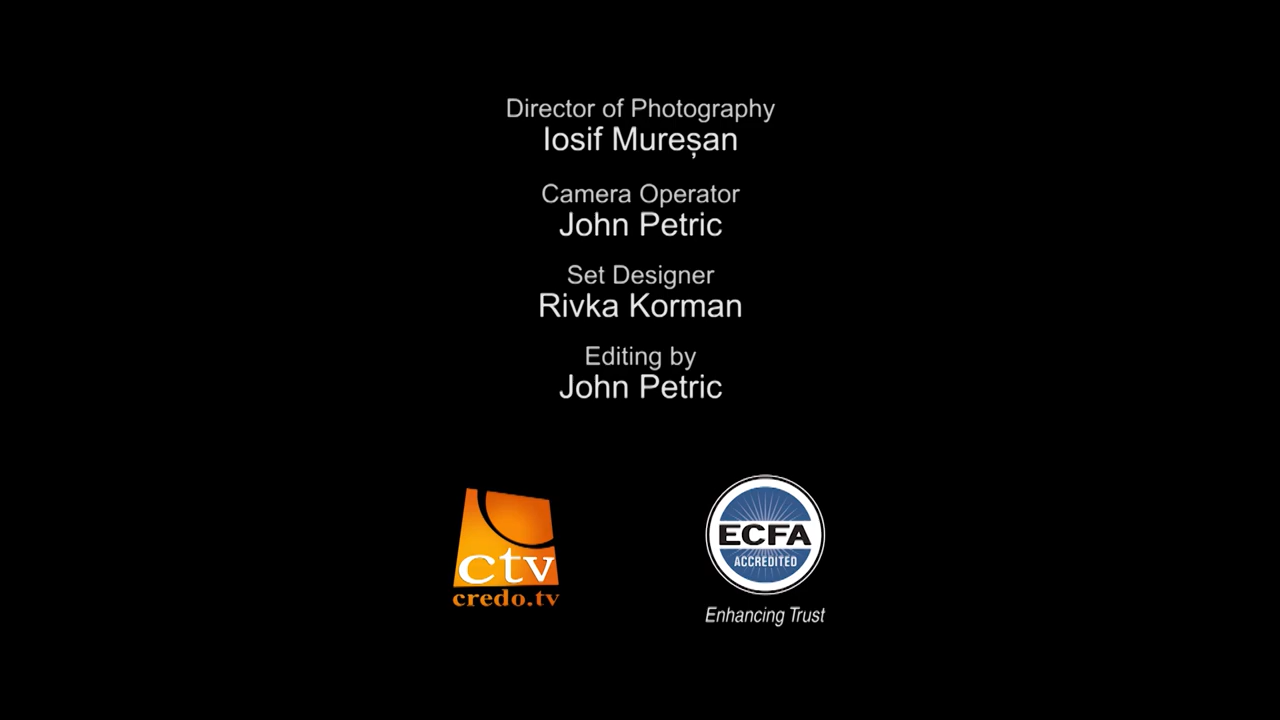 Director of Photography
Iosif Mureșan
Camera Operator
John Petric
Set Designer
Rivka Korman
Editing by
John Petric
ctv
credo.tv
ECFA
ACCREDITED
Enhancing Trust